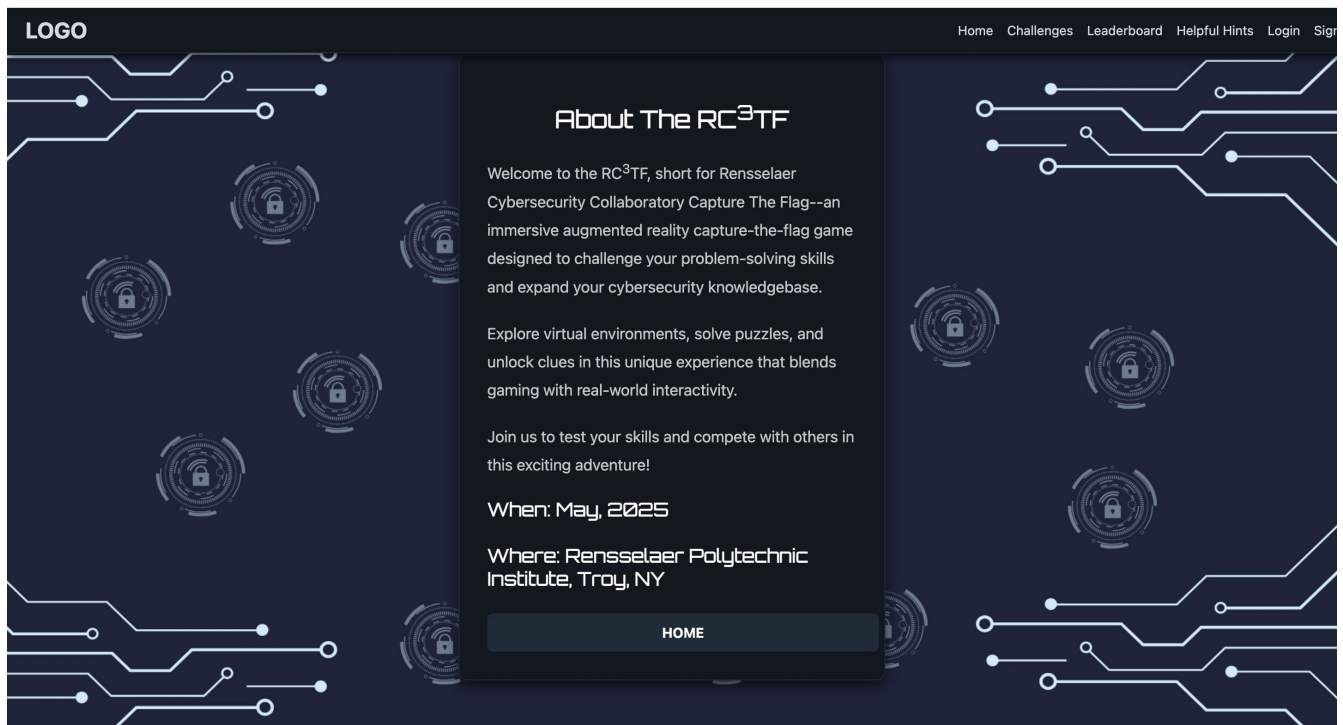 LOGO
Home Challenges Leaderboard Helpful Hints Login Sign
About The RC³TF
Welcome to the RC³TF, short for Rensselaer
Cybersecurity Collaboratory Capture The Flag--an
immersive augmented reality capture-the-flag game
designed to challenge your problem-solving skills
and expand your cybersecurity knowledgebase.
Explore virtual environments, solve puzzles, and
unlock clues in this unique experience that blends
gaming with real-world interactivity.
Join us to test your skills and compete with others in
this exciting adventure!
When: May, 2025
Where: Rensselaer Polytechnic
Institute, Troy, NY
HOME